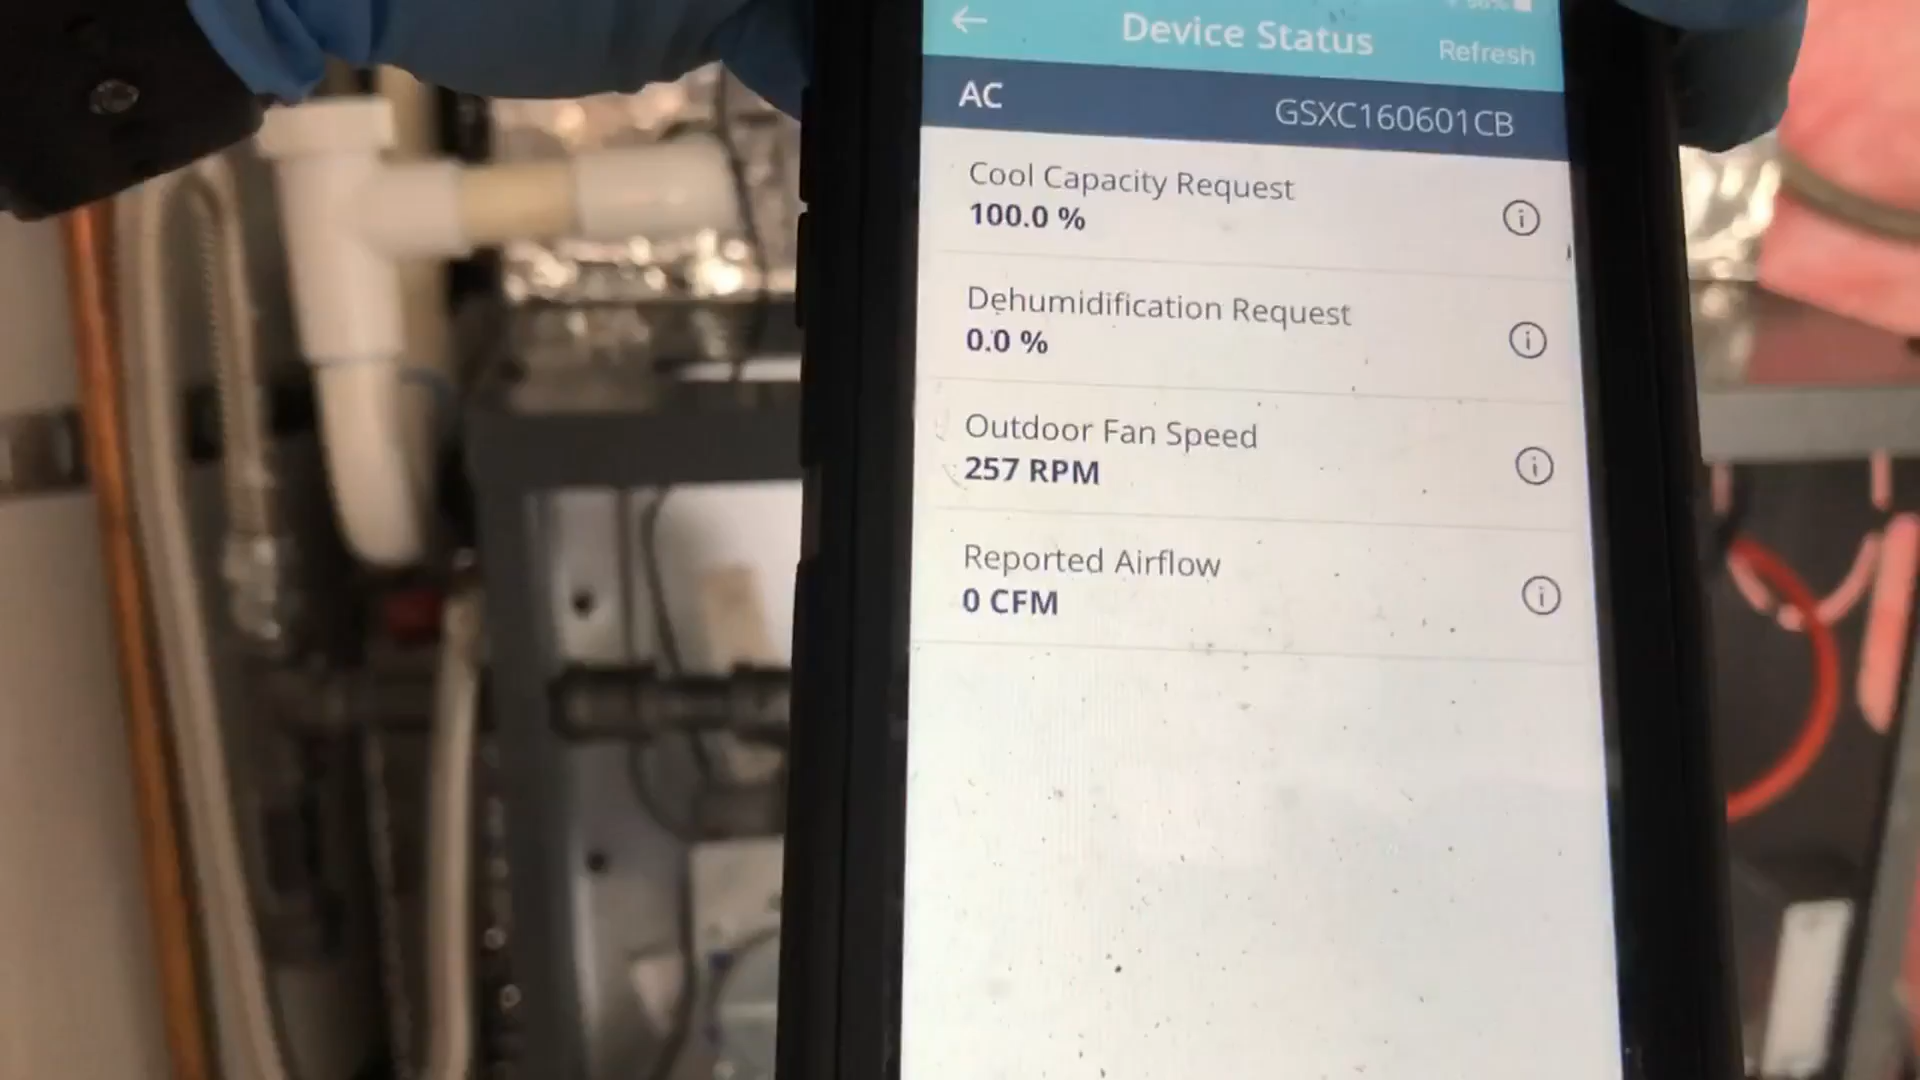 Device Status
Refresh
AC
GSXC160601CB
Cool Capacity Request
100.0 %
Dehumidification Request
0.0 %
Outdoor Fan Speed
257 RPM
Reported Airflow
0 CFM